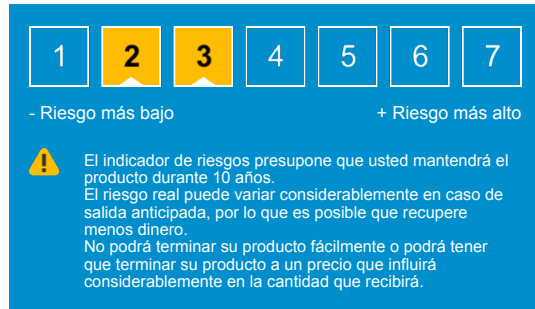 1 2 3 4 5 6 7
- Riesgo más bajo + Riesgo más alto
El indicador de riesgos presupone que usted mantendrá el
producto durante 10 años.
El riesgo real puede variar considerablemente en caso de
salida anticipada, por lo que es posible que recupere
menos dinero.
No podrá terminar su producto fácilmente o podrá tener
que terminar su producto a un precio que influirá
considerablemente en la cantidad que recibirá.